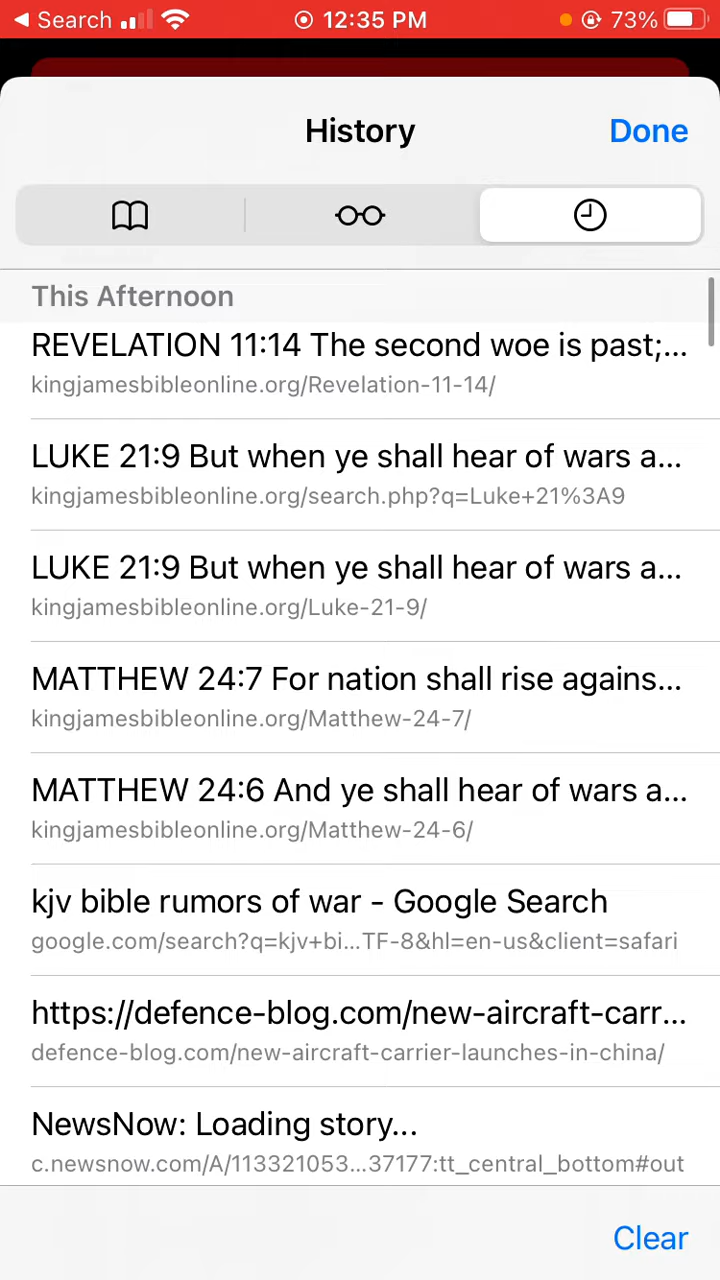 Search
12:35 PM
73%
History
Done
This Afternoon
REVELATION 11:14 The second woe is past;...
kingjamesbibleonline.org/Revelation-11-14/
LUKE 21:9 But when ye shall hear of wars a...
kingjamesbibleonline.org/search.php?q=Luke+21%3A9
LUKE 21:9 But when ye shall hear of wars a...
kingjamesbibleonline.org/Luke-21-9/
MATTHEW 24:7 For nation shall rise agains...
kingjamesbibleonline.org/Matthew-24-7/
MATTHEW 24:6 And ye shall hear of wars a...
kingjamesbibleonline.org/Matthew-24-6/
kjv bible rumors of war - Google Search
google.com/search?q=kjv+bi...TF-8&hl=en-us&client=safari
https://defence-blog.com/new-aircraft-carr...
defence-blog.com/new-aircraft-carrier-launches-in-china/
NewsNow: Loading story...
c.newsnow.com/A/113321053...37177:tt_central_bottom#out
Clear